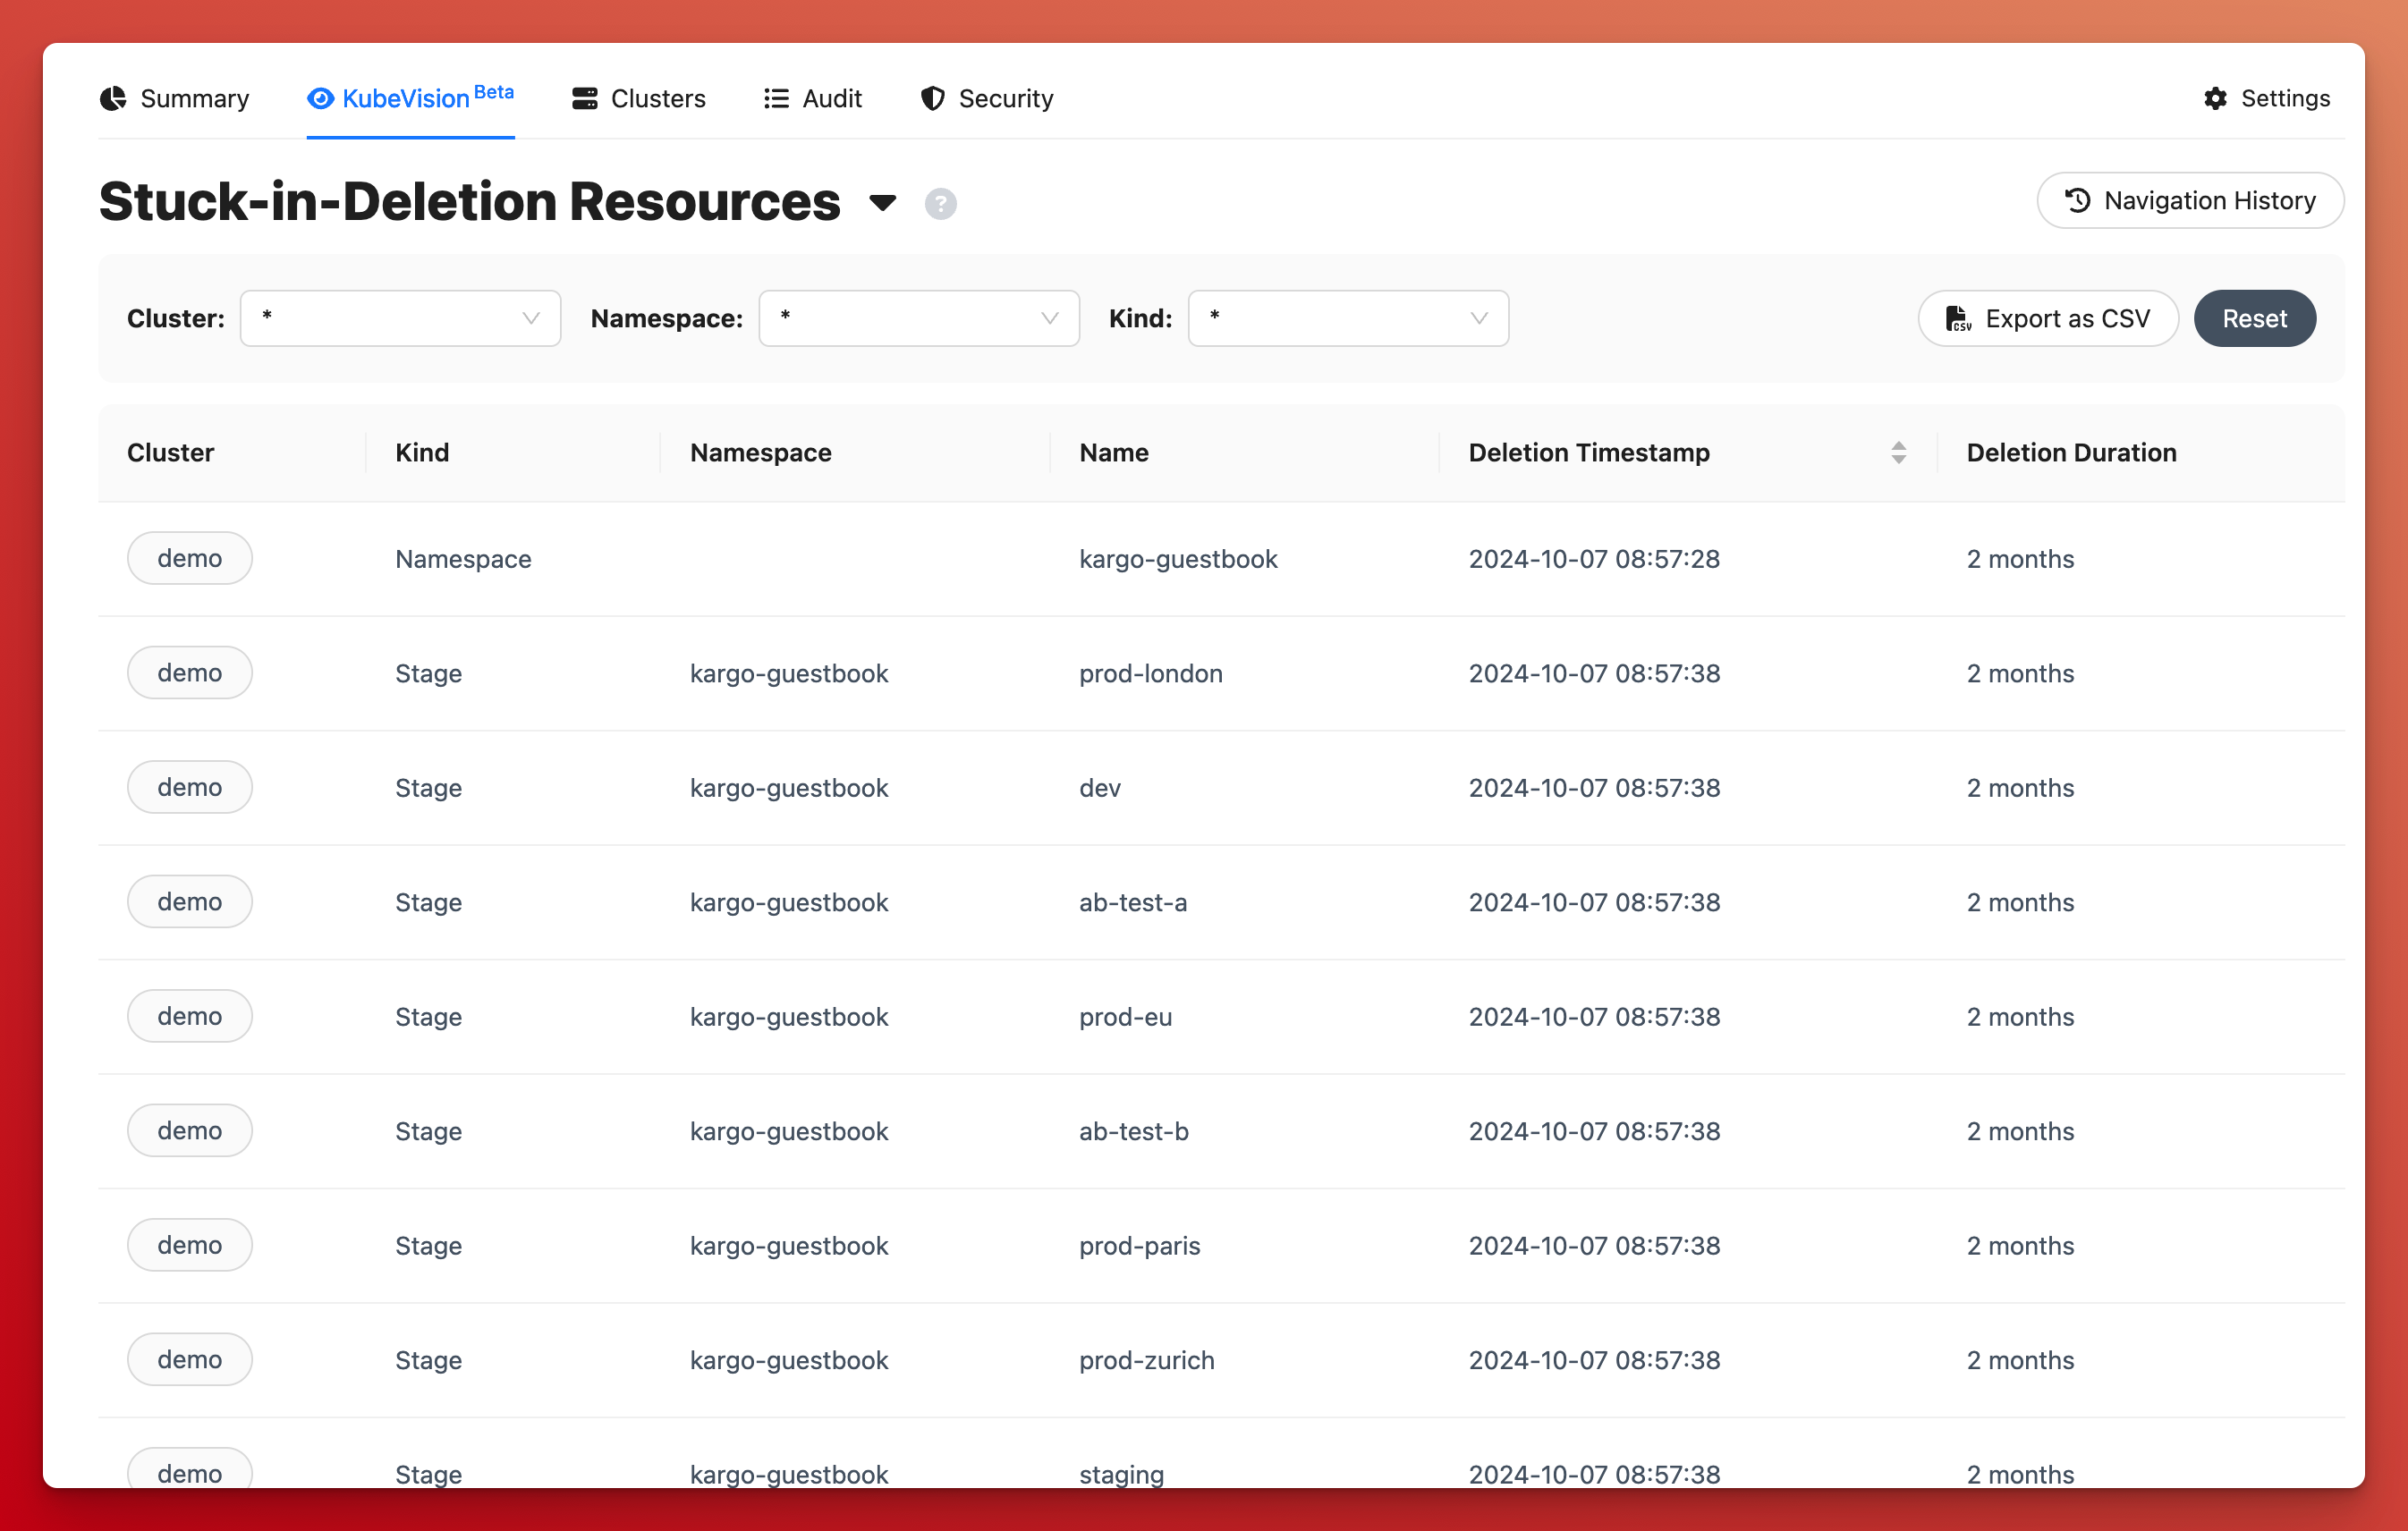 Summary KubeVision Beta Clusters Audit Security Settings
Stuck-in-Deletion Resources ? Navigation History
Cluster: * Namespace: * Kind: * CSV Export as CSV Reset
Cluster Kind Namespace Name Deletion Timestamp Deletion Duration
demo Namespace kargo-guestbook 2024-10-07 08:57:28 2 months
demo Stage kargo-guestbook prod-london 2024-10-07 08:57:38 2 months
demo Stage kargo-guestbook dev 2024-10-07 08:57:38 2 months
demo Stage kargo-guestbook ab-test-a 2024-10-07 08:57:38 2 months
demo Stage kargo-guestbook prod-eu 2024-10-07 08:57:38 2 months
demo Stage kargo-guestbook ab-test-b 2024-10-07 08:57:38 2 months
demo Stage kargo-guestbook prod-paris 2024-10-07 08:57:38 2 months
demo Stage kargo-guestbook prod-zurich 2024-10-07 08:57:38 2 months
demo Stage kargo-guestbook staging 2024-10-07 08:57:38 2 months